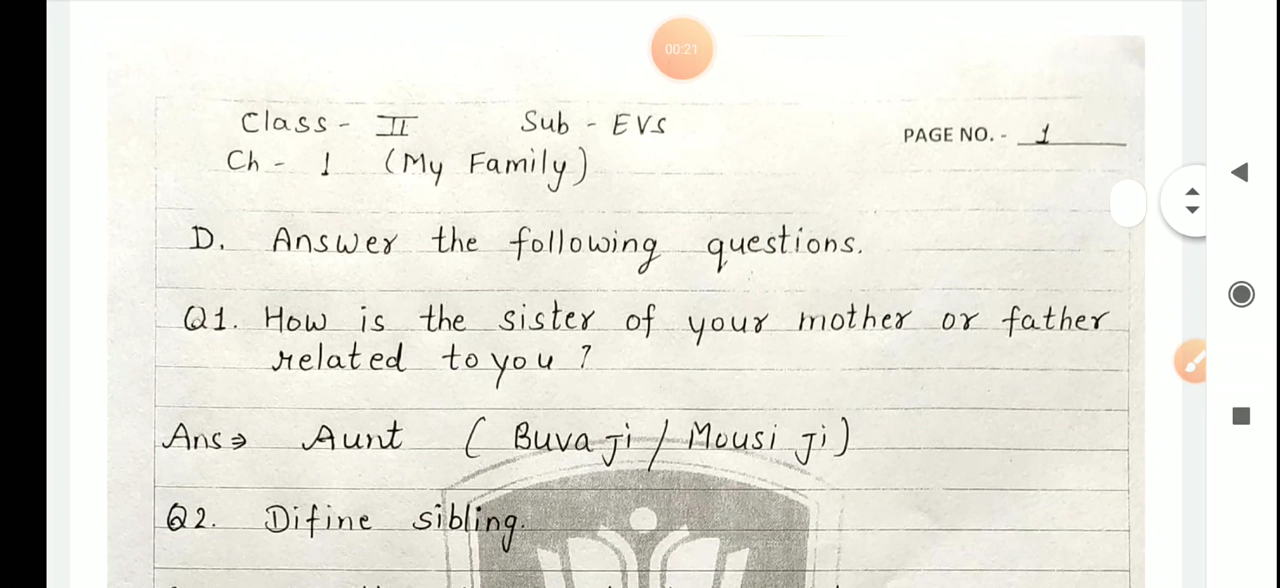 00:21
Class - II Sub - EVS
PAGE NO. - 1
Ch - 1 (My Family)
D. Answer the following questions.
Q1. How is the sister of your mother or father
related to you ?
Ans⇒ Aunt ( Buva Ji / Mousi Ji )
Q2. Difine sibling.